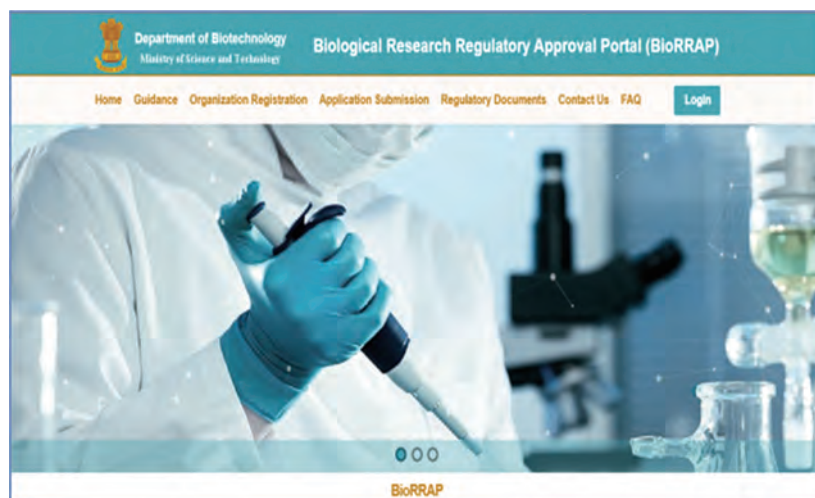 Department of Biotechnology
Ministry of Science and Technology
Biological Research Regulatory Approval Portal (BioRRAP)
Home Guidance Organization Registration Application Submission Regulatory Documents Contact Us FAQ Login
BioRRAP